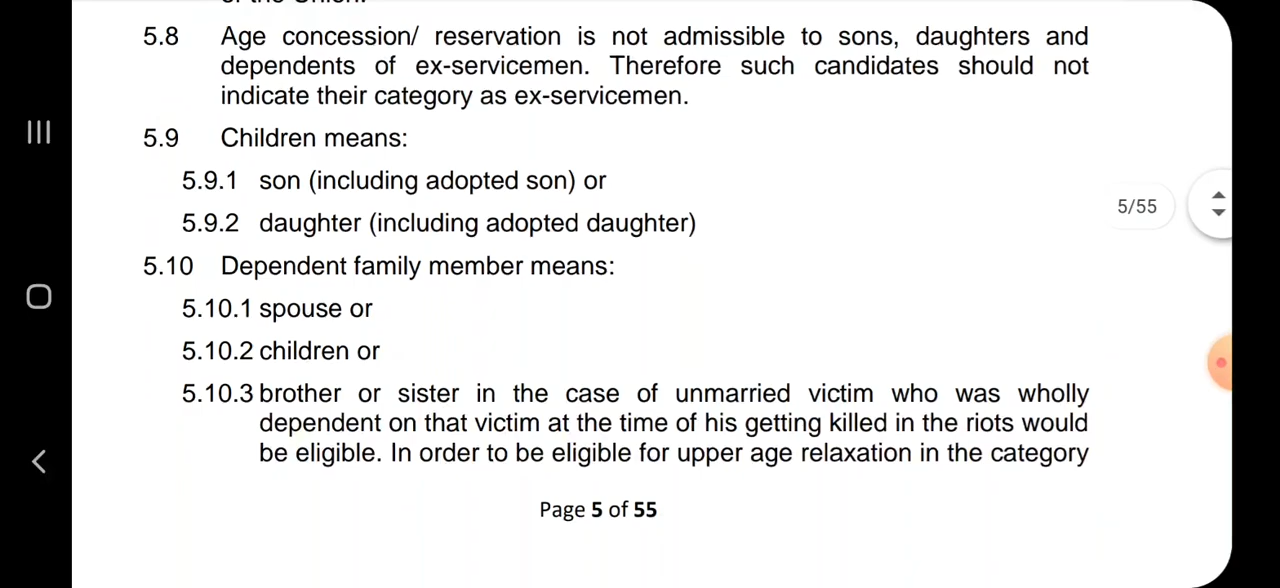 5.8 Age concession/ reservation is not admissible to sons, daughters and
dependents of ex-servicemen. Therefore such candidates should not
indicate their category as ex-servicemen.
5.9 Children means:
5.9.1 son (including adopted son) or
5.9.2 daughter (including adopted daughter)
5/55
5.10 Dependent family member means:
5.10.1 spouse or
5.10.2 children or
5.10.3 brother or sister in the case of unmarried victim who was wholly
dependent on that victim at the time of his getting killed in the riots would
be eligible. In order to be eligible for upper age relaxation in the category
Page 5 of 55